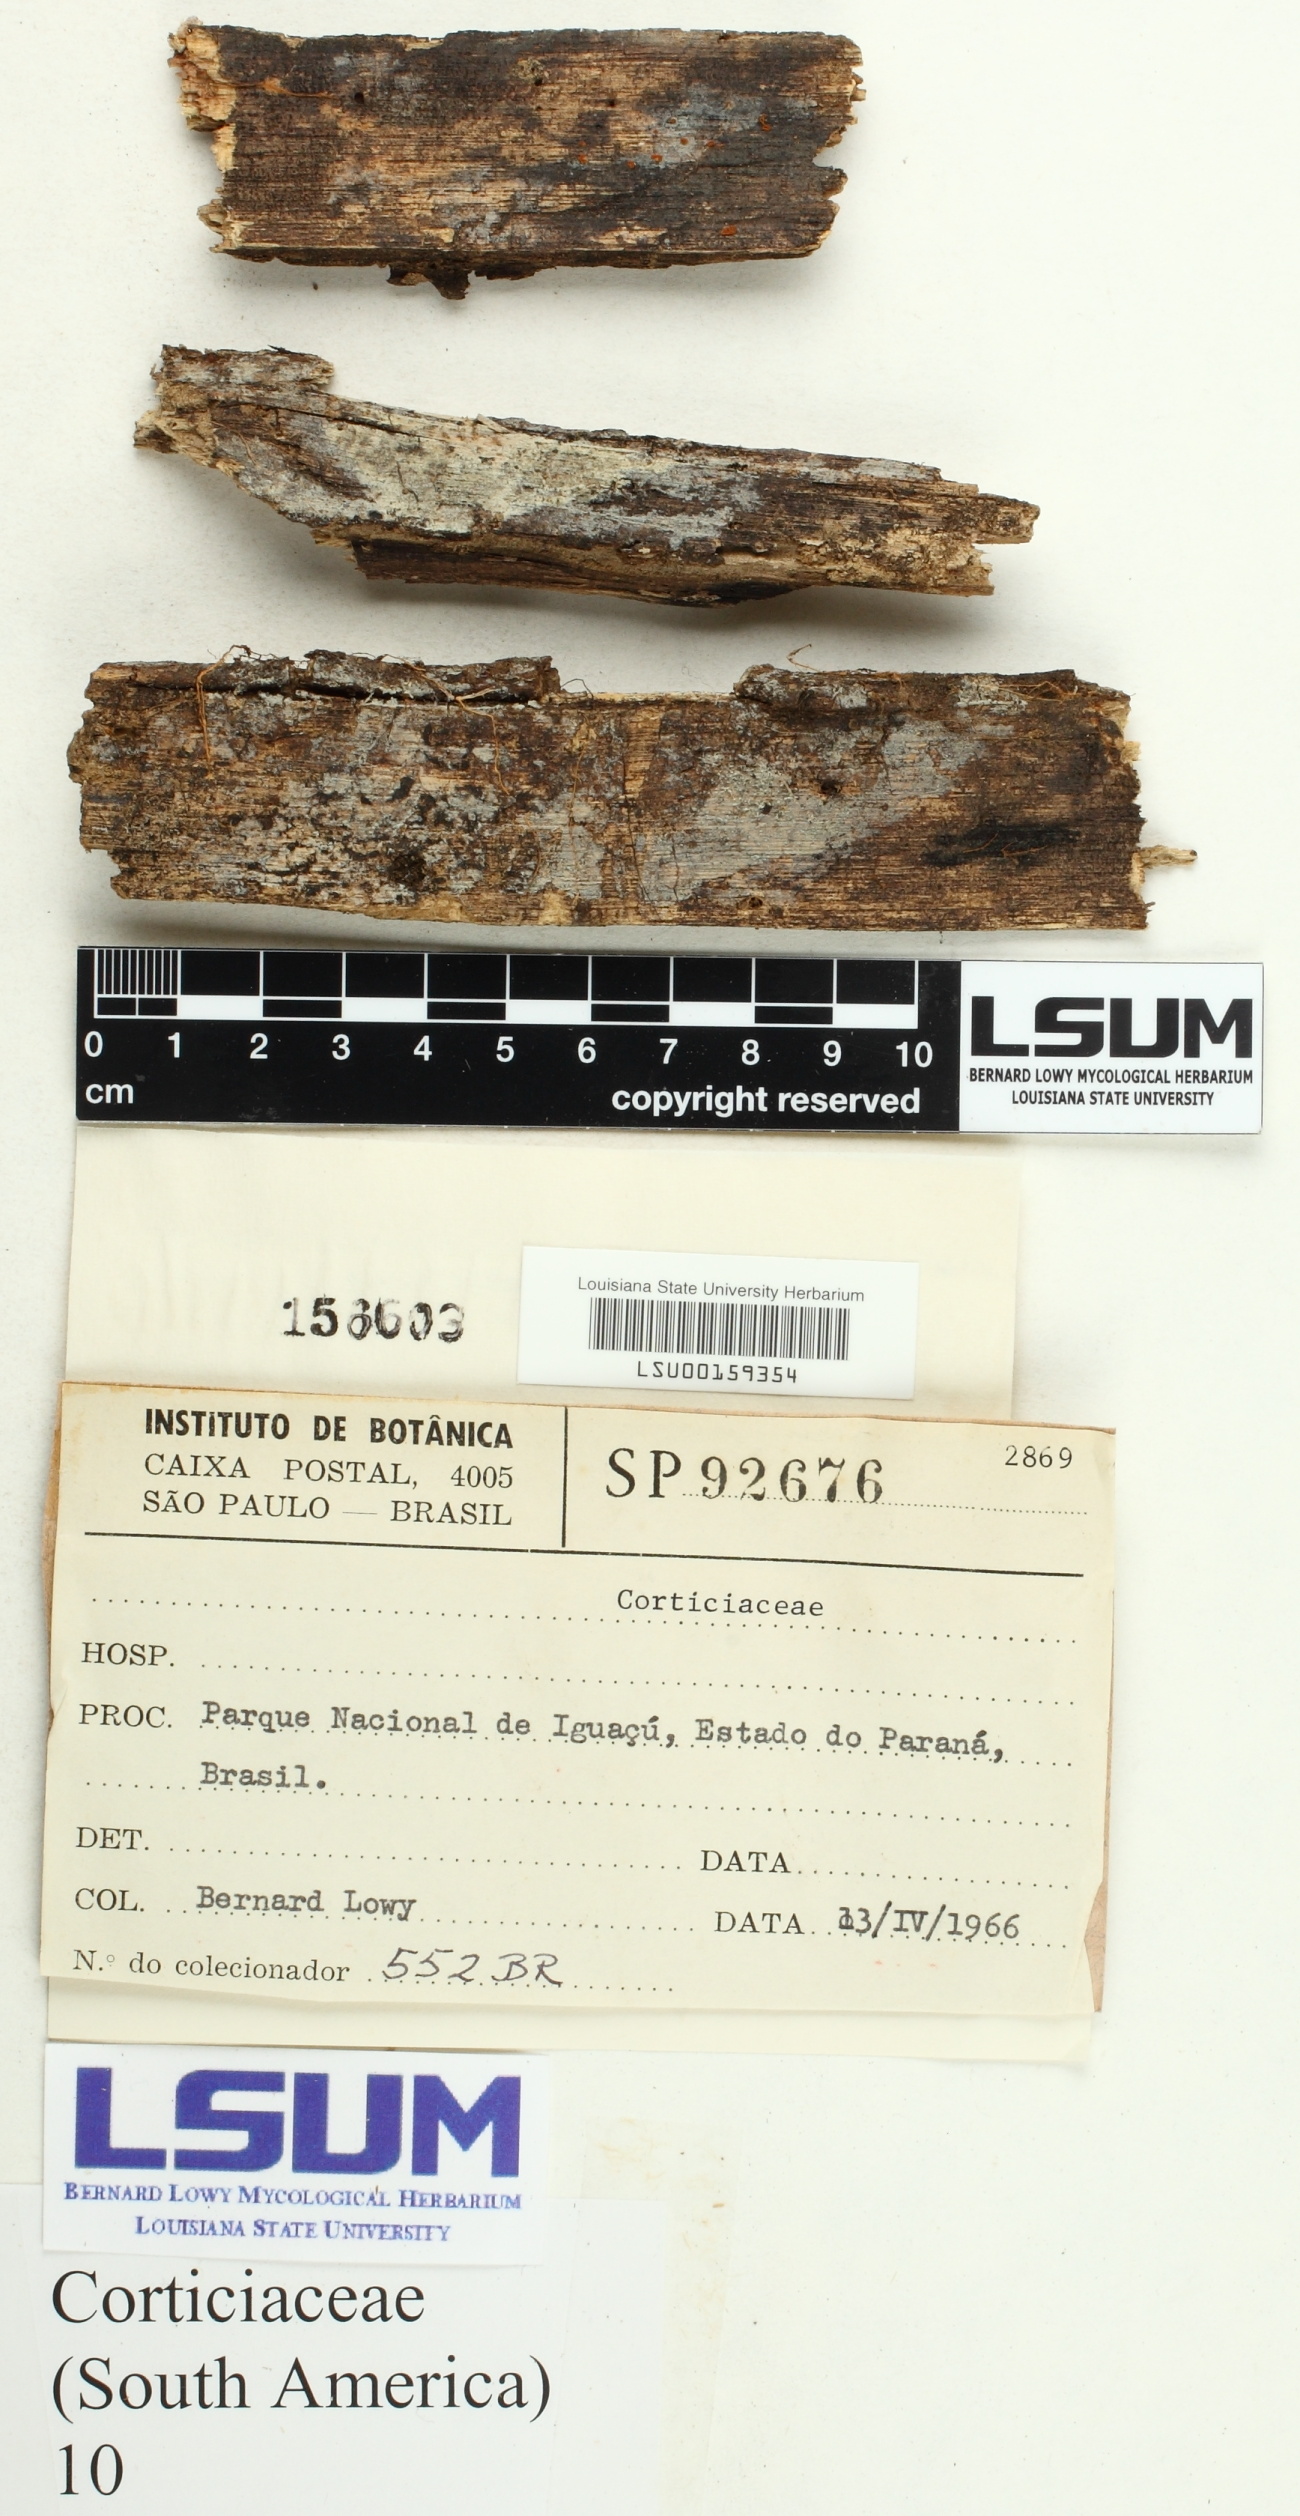 0 1 2 3 4 5 6 7 8 9 10
cm
copyright reserved
LSUM
BERNARD LOWY MYCOLOGICAL HERBARIUM
LOUISIANA STATE UNIVERSITY
Louisiana State University Herbarium
LSU00159354
INSTITUTO DE BOTÂNICA
CAIXA POSTAL, 4005
SÃO PAULO — BRASIL
SP 92676
2869
Corticiaceae
HOSP.
PROC. Parque Nacional de Iguaçú, Estado do Paraná,
Brasil.
DET. DATA
COL. Bernard Lowy DATA 13/IV/1966
N.° do colecionador 552 BR
LSUM
BERNARD LOWY MYCOLOGICAL HERBARIUM
LOUISIANA STATE UNIVERSITY
Corticiaceae
(South America)
10